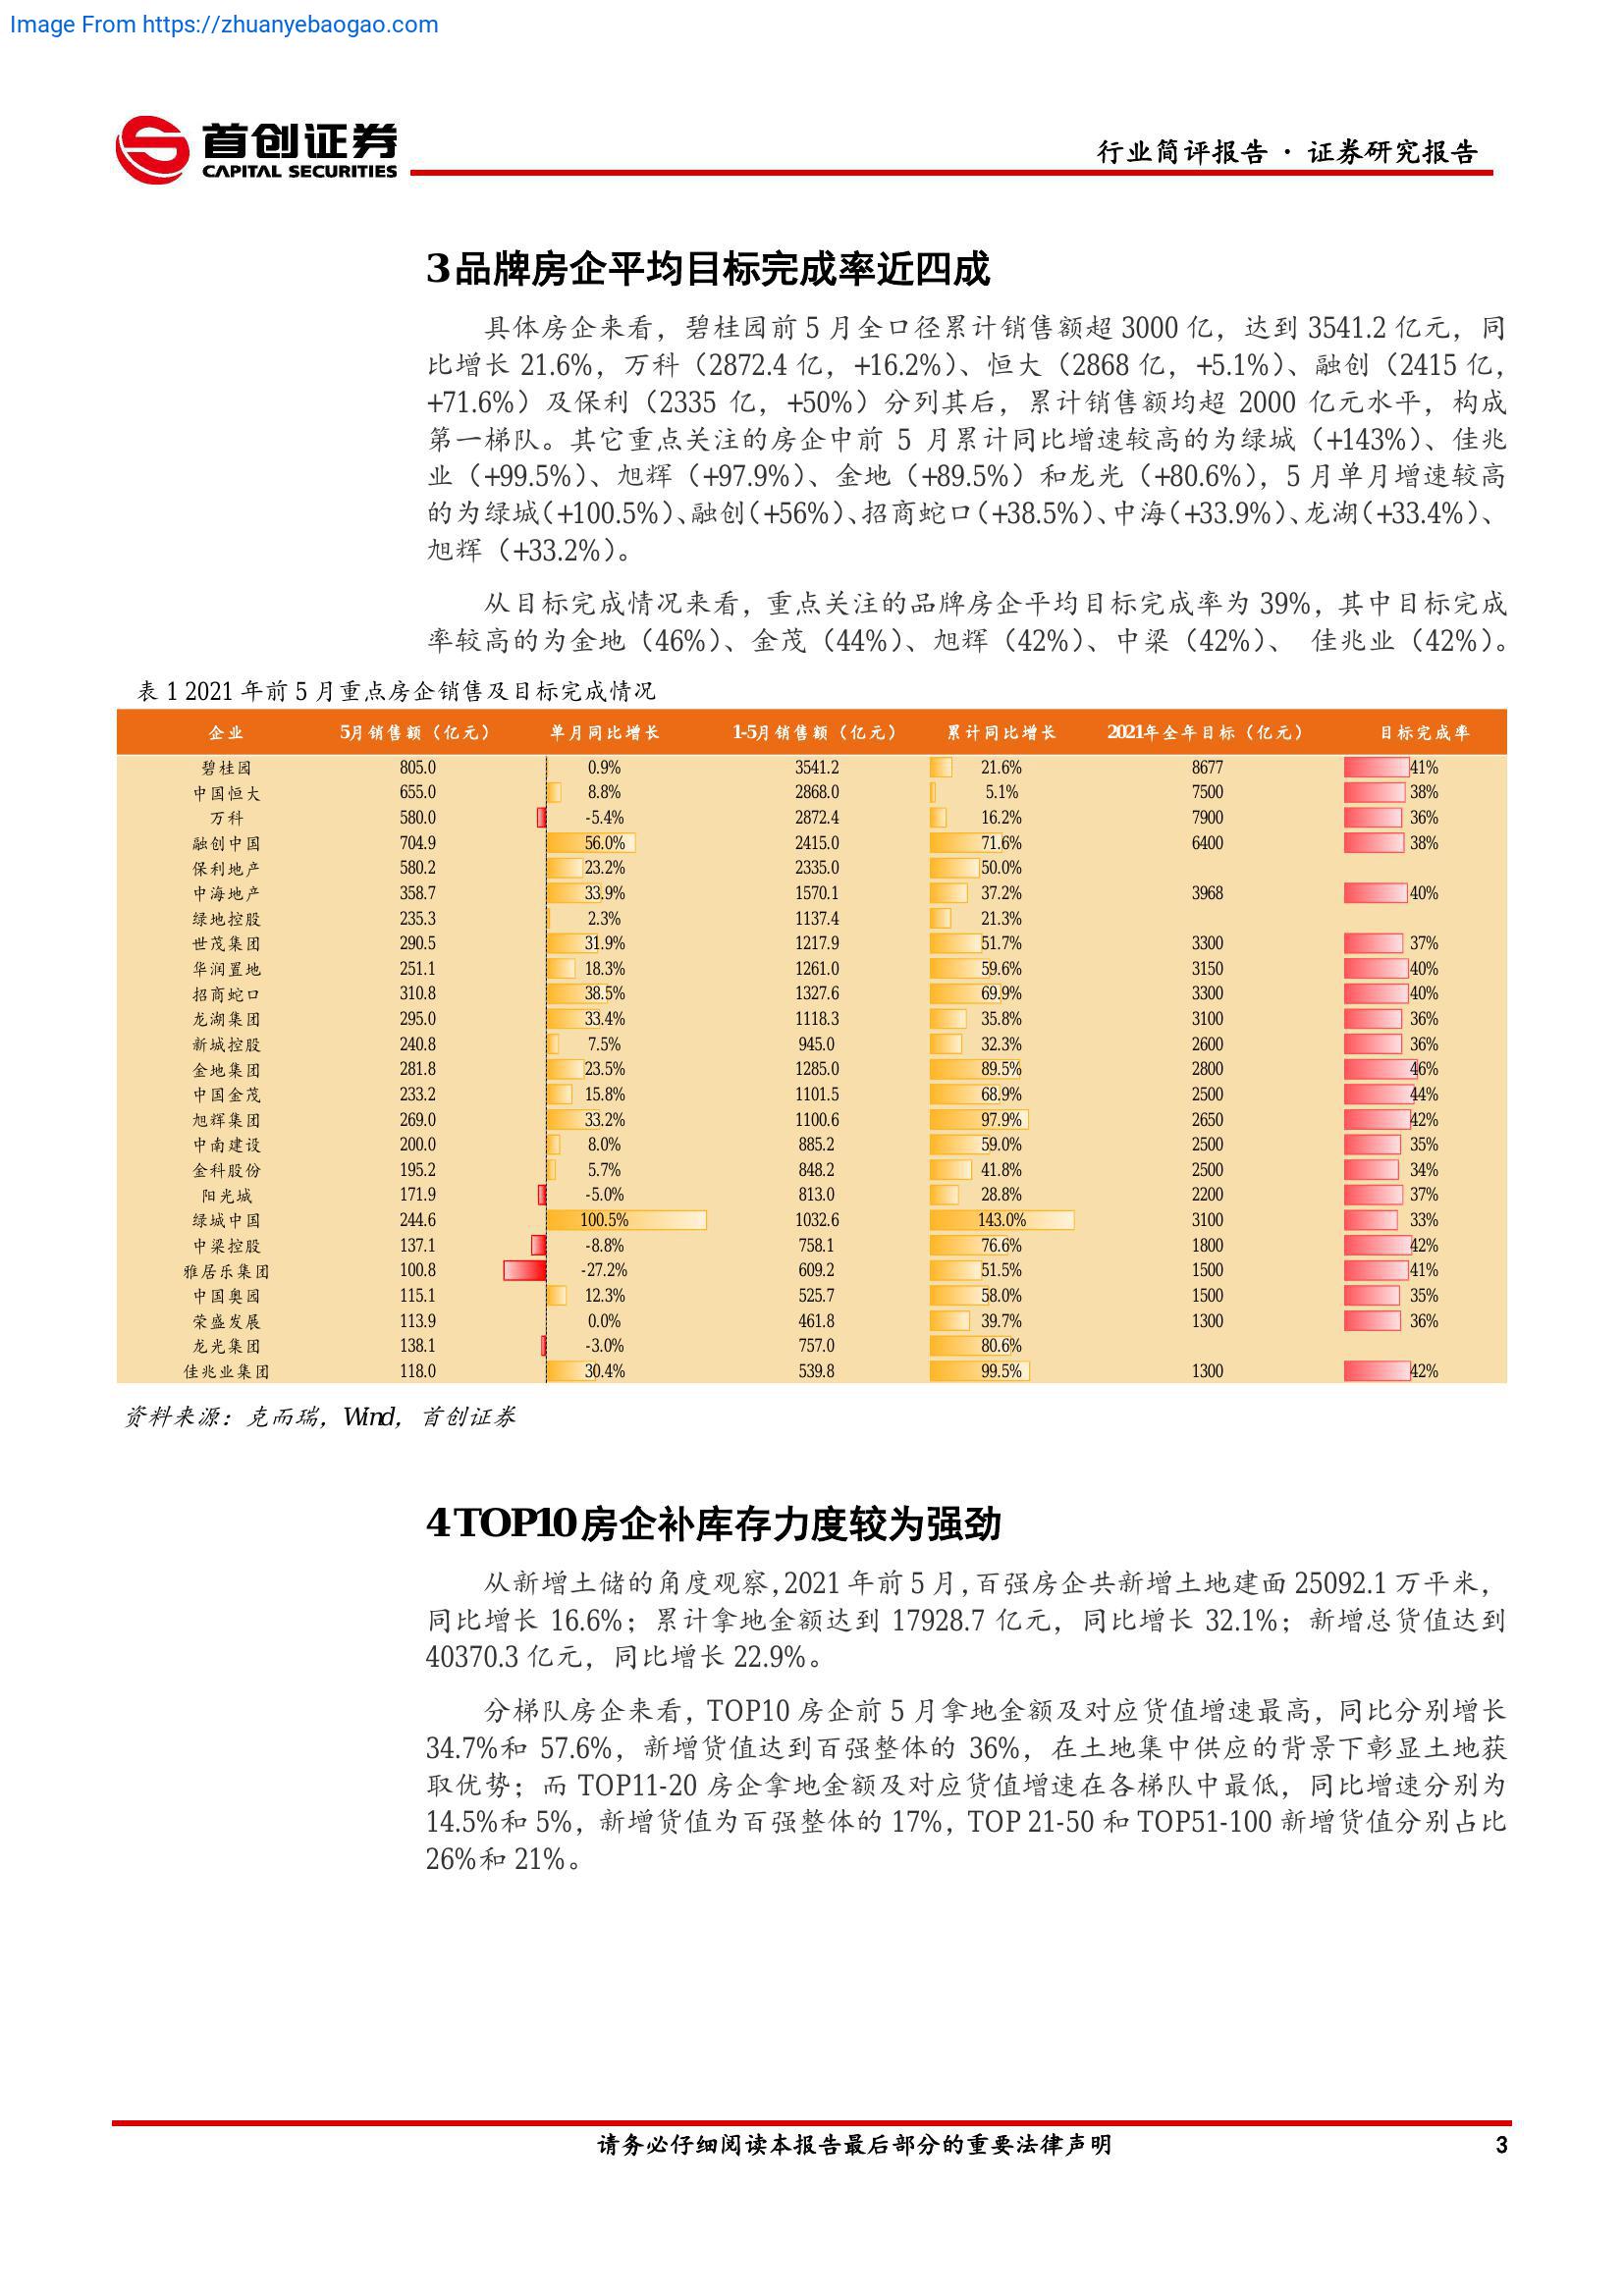 Image From https://zhuanyebaogao.com
首创证券
CAPITAL SECURITIES
行业简评报告 · 证券研究报告
3 品牌房企平均目标完成率近四成
具体房企来看，碧桂园前 5 月全口径累计销售额超 3000 亿，达到 3541.2 亿元，同
比增长 21.6%，万科（2872.4 亿，+16.2%）、恒大（2868 亿，+5.1%）、融创（2415 亿，
+71.6%）及保利（2335 亿，+50%）分列其后，累计销售额均超 2000 亿元水平，构成
第一梯队。其它重点关注的房企中前 5 月累计同比增速较高的为绿城（+143%）、佳兆
业（+99.5%）、旭辉（+97.9%）、金地（+89.5%）和龙光（+80.6%），5 月单月增速较高
的为绿城（+100.5%）、融创（+56%）、招商蛇口（+38.5%）、中海（+33.9%）、龙湖（+33.4%）、
旭辉（+33.2%）。
从目标完成情况来看，重点关注的品牌房企平均目标完成率为 39%，其中目标完成
率较高的为金地（46%）、金茂（44%）、旭辉（42%）、中梁（42%）、 佳兆业（42%）。
表 1 2021 年前 5 月重点房企销售及目标完成情况
企业 5月销售额（亿元） 单月同比增长 1-5月销售额（亿元） 累计同比增长 2021年全年目标（亿元） 目标完成率
碧桂园 805.0 0.9% 3541.2 21.6% 8677 41%
中国恒大 655.0 8.8% 2868.0 5.1% 7500 38%
万科 580.0 -5.4% 2872.4 16.2% 7900 36%
融创中国 704.9 56.0% 2415.0 71.6% 6400 38%
保利地产 580.2 23.2% 2335.0 50.0%
中海地产 358.7 33.9% 1570.1 37.2% 3968 40%
绿地控股 235.3 2.3% 1137.4 21.3%
世茂集团 290.5 31.9% 1217.9 51.7% 3300 37%
华润置地 251.1 18.3% 1261.0 59.6% 3150 40%
招商蛇口 310.8 38.5% 1327.6 69.9% 3300 40%
龙湖集团 295.0 33.4% 1118.3 35.8% 3100 36%
新城控股 240.8 7.5% 945.0 32.3% 2600 36%
金地集团 281.8 23.5% 1285.0 89.5% 2800 46%
中国金茂 233.2 15.8% 1101.5 68.9% 2500 44%
旭辉集团 269.0 33.2% 1100.6 97.9% 2650 42%
中南建设 200.0 8.0% 885.2 59.0% 2500 35%
金科股份 195.2 5.7% 848.2 41.8% 2500 34%
阳光城 171.9 -5.0% 813.0 28.8% 2200 37%
绿城中国 244.6 100.5% 1032.6 143.0% 3100 33%
中梁控股 137.1 -8.8% 758.1 76.6% 1800 42%
雅居乐集团 100.8 -27.2% 609.2 51.5% 1500 41%
中国奥园 115.1 12.3% 525.7 58.0% 1500 35%
荣盛发展 113.9 0.0% 461.8 39.7% 1300 36%
龙光集团 138.1 -3.0% 757.0 80.6%
佳兆业集团 118.0 30.4% 539.8 99.5% 1300 42%
资料来源：克而瑞，Wind，首创证券
4 TOP10 房企补库存力度较为强劲
从新增土储的角度观察，2021 年前 5 月，百强房企共新增土地建面 25092.1 万平米，
同比增长 16.6%；累计拿地金额达到 17928.7 亿元，同比增长 32.1%；新增总货值达到
40370.3 亿元，同比增长 22.9%。
分梯队房企来看，TOP10 房企前 5 月拿地金额及对应货值增速最高，同比分别增长
34.7%和 57.6%，新增货值达到百强整体的 36%，在土地集中供应的背景下彰显土地获
取优势；而 TOP11-20 房企拿地金额及对应货值增速在各梯队中最低，同比增速分别为
14.5%和 5%，新增货值为百强整体的 17%，TOP 21-50 和 TOP51-100 新增货值分别占比
26%和 21%。
请务必仔细阅读本报告最后部分的重要法律声明 3